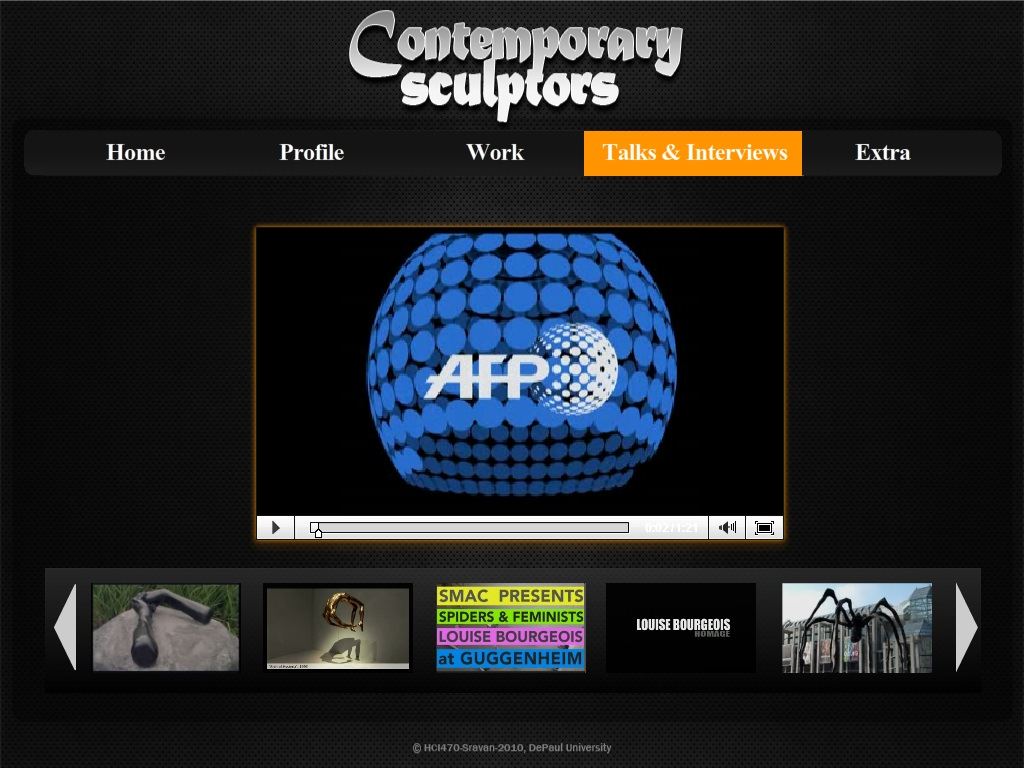 Contemporary
sculptors
Home Profile Work Talks & Interviews Extra
AFP
0:02/1:21
SMAC PRESENTS
SPIDERS & FEMINISTS
LOUISE BOURGEOIS
at GUGGENHEIM
LOUISE BOURGEOIS
HOMAGE
© HCI470-Sravan-2010, DePaul University